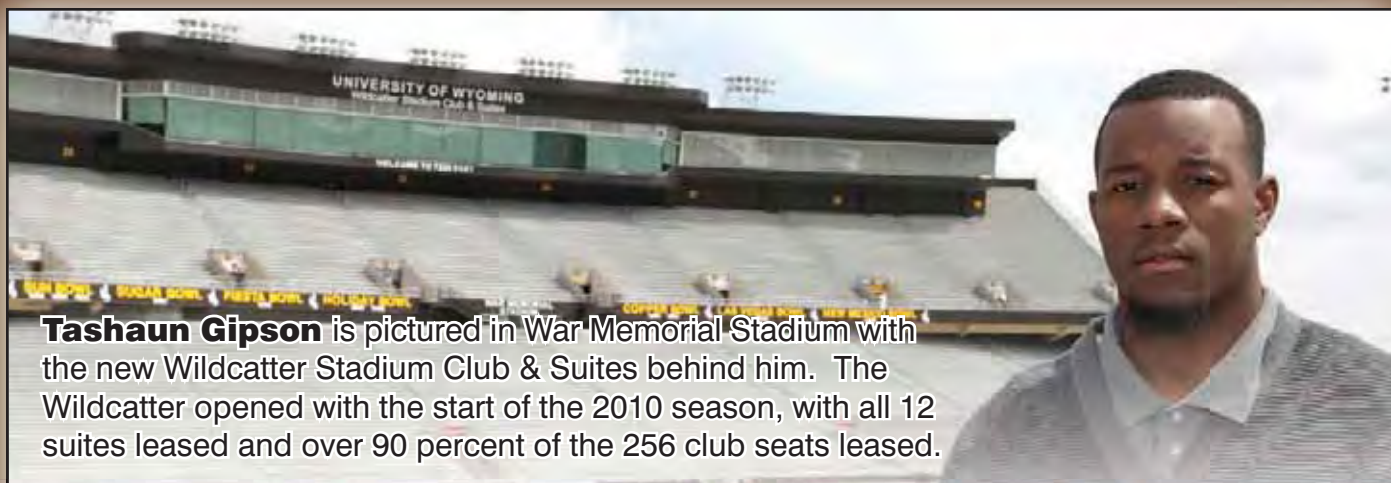 UNIVERSITY OF WYOMING
Wildcatter Stadium Club & Suites
SUN BOWL SUGAR BOWL FIESTA BOWL HOLIDAY BOWL WAR MEMORIAL COPPER BOWL LAS VEGAS BOWL NEW MEXICO BOWL
Tashaun Gipson is pictured in War Memorial Stadium with
the new Wildcatter Stadium Club & Suites behind him. The
Wildcatter opened with the start of the 2010 season, with all 12
suites leased and over 90 percent of the 256 club seats leased.